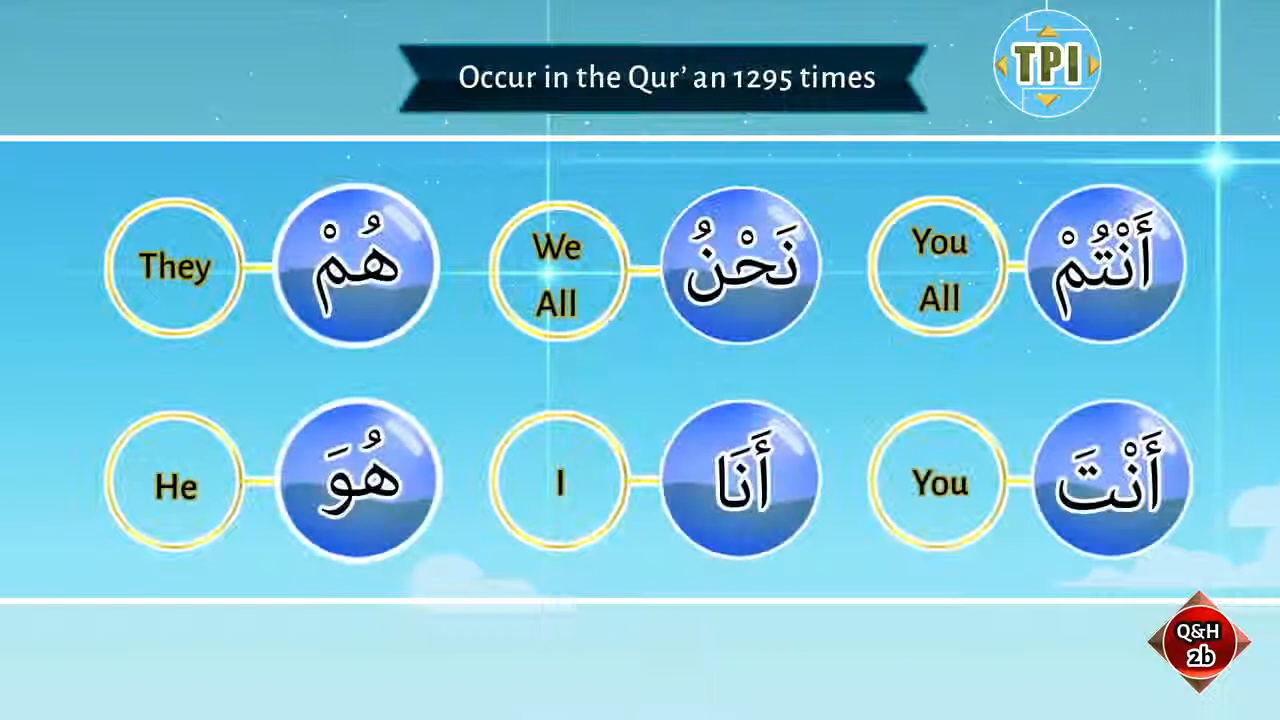 Occur in the Qur’ an 1295 times
TPI
They
هُمْ
We
All
نَحْنُ
You
All
أَنْتُمْ
He
هُوَ
I
أَنَا
You
أَنْتَ
Q&H
2b